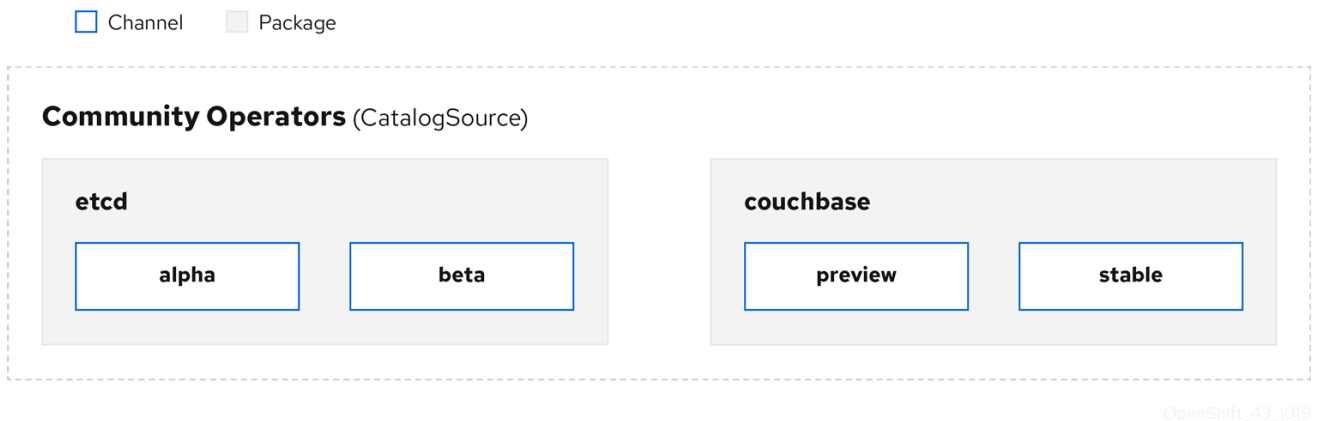 Channel Package
Community Operators (CatalogSource)
etcd couchbase
alpha beta preview stable
OpenShift_43_1019